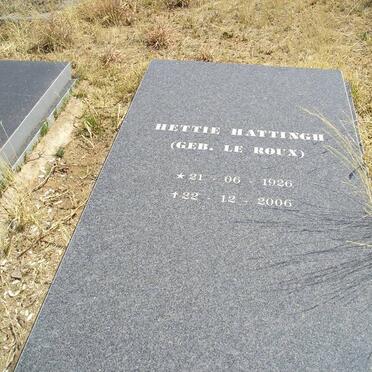 HETTIE HATTINGH
(GEB. LE ROUX)
★ 21 - 06 - 1926
✝ 22 - 12 - 2006